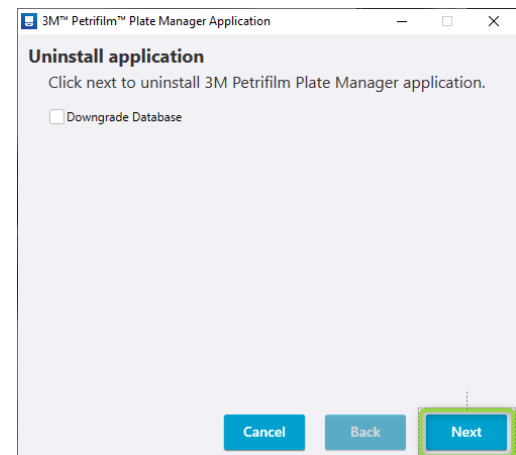 3M™ Petrifilm™ Plate Manager Application
Uninstall application
Click next to uninstall 3M Petrifilm Plate Manager application.
Downgrade Database
Cancel Back Next